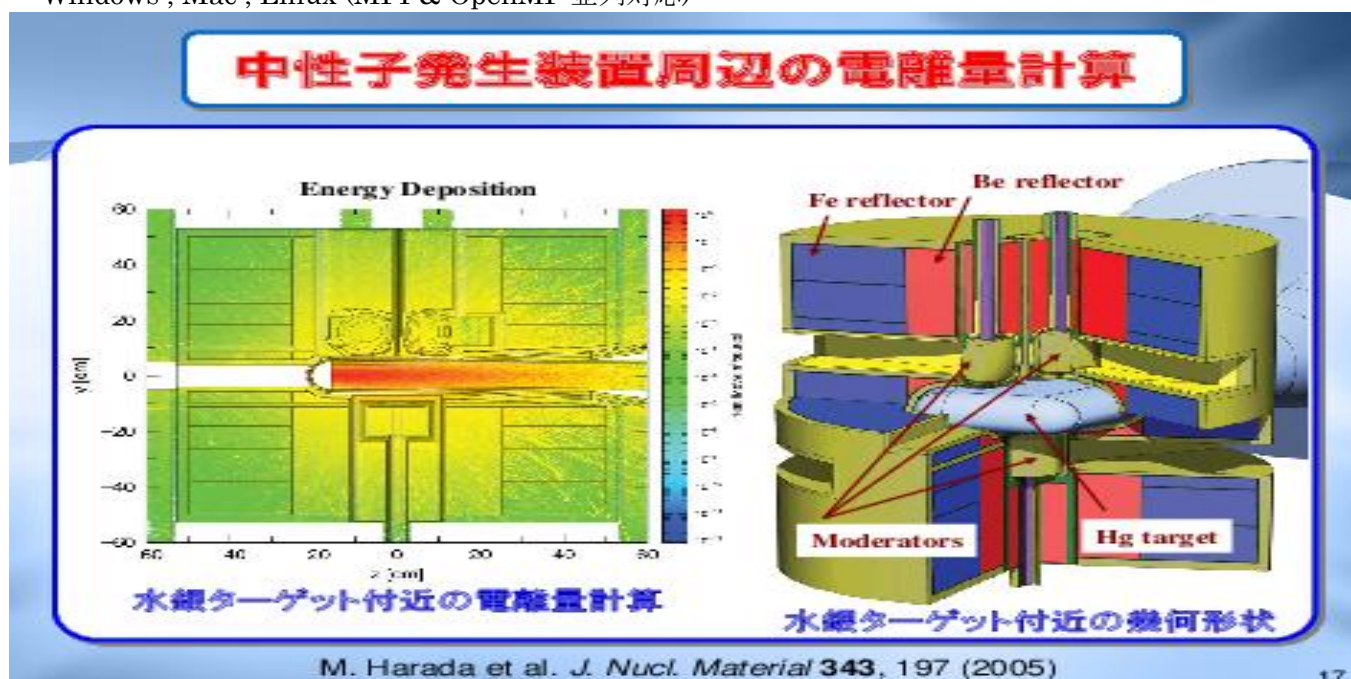 Windows , Mac , Linux (MPI & OpenMP 並列対応)
中性子発生装置周辺の電離量計算
Energy Deposition
60
40
20
0
-20
-40
-60
y [cm]
60 40 20 0 20 40 60
z [cm]
水銀ターゲット付近の電離量計算
Be reflector
Fe reflector
Moderators
Hg target
水銀ターゲット付近の幾何形状
M. Harada et al. J. Nucl. Material 343, 197 (2005)
17